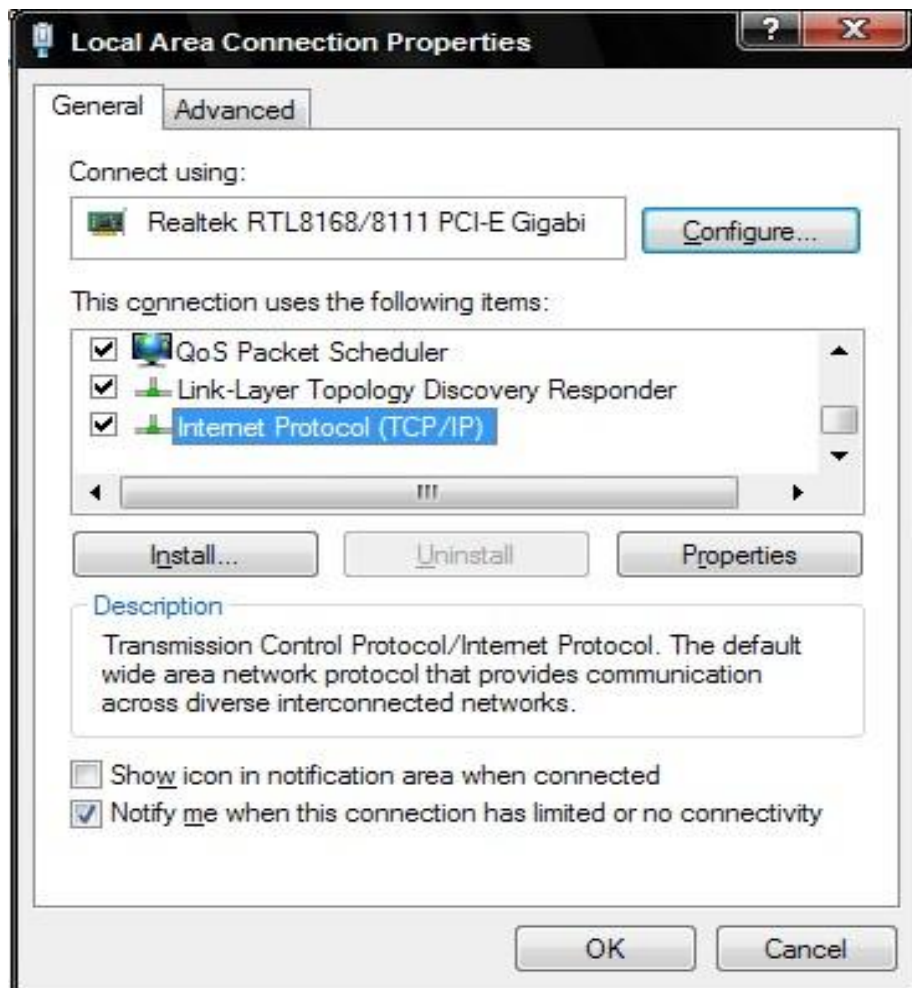 Local Area Connection Properties
?
X
General
Advanced
Connect using:
Realtek RTL8168/8111 PCI-E Gigabi
Configure...
This connection uses the following items:
QoS Packet Scheduler
Link-Layer Topology Discovery Responder
Internet Protocol (TCP/IP)
Install...
Uninstall
Properties
Description
Transmission Control Protocol/Internet Protocol. The default
wide area network protocol that provides communication
across diverse interconnected networks.
Show icon in notification area when connected
Notify me when this connection has limited or no connectivity
OK
Cancel